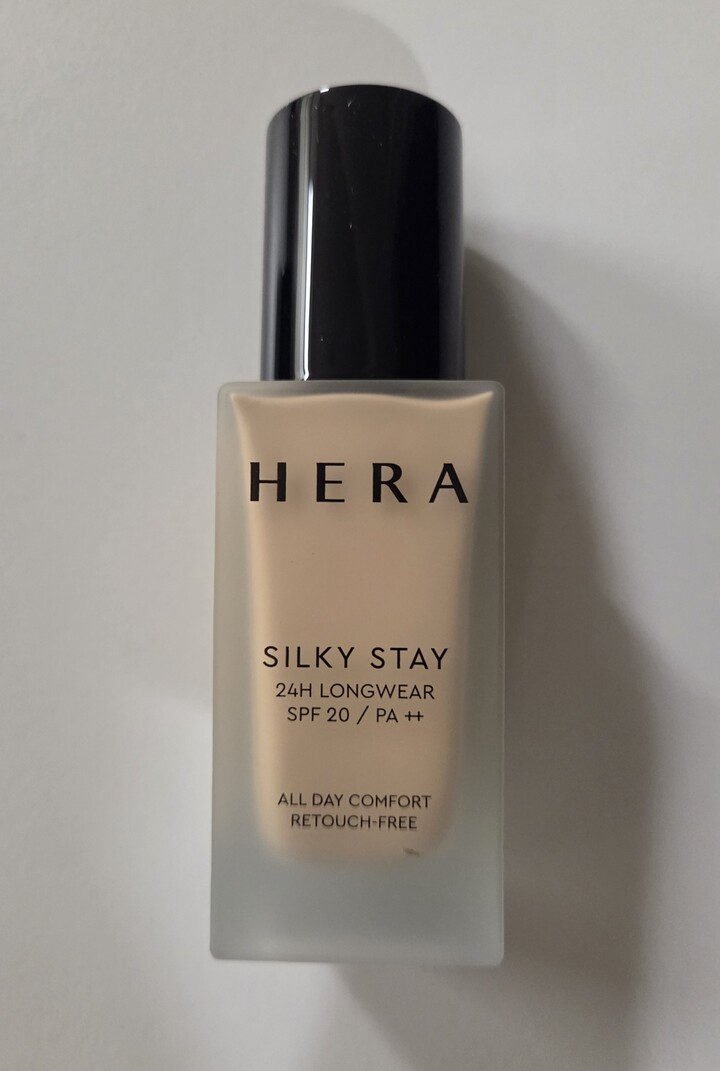 HERA
SILKY STAY
24H LONGWEAR
SPF 20 / PA ++
ALL DAY COMFORT
RETOUCH-FREE